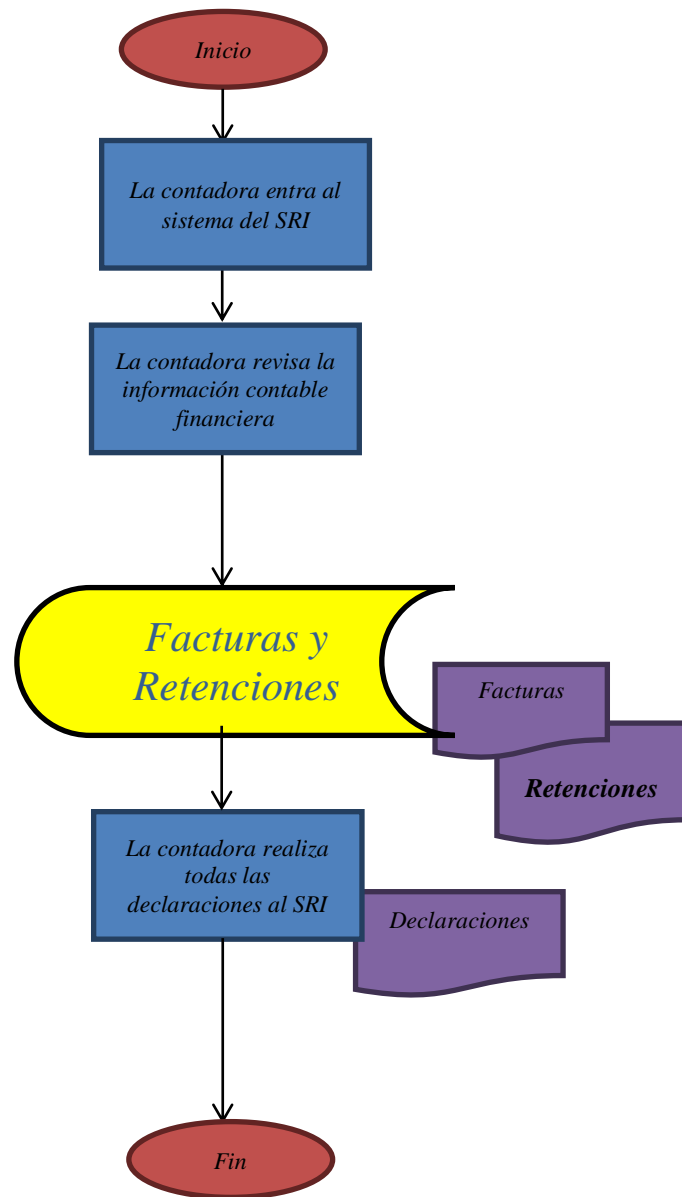 Inicio
La contadora entra al
sistema del SRI
La contadora revisa la
información contable
financiera
Facturas y
Retenciones
Facturas
Retenciones
La contadora realiza
todas las
declaraciones al SRI
Declaraciones
Fin